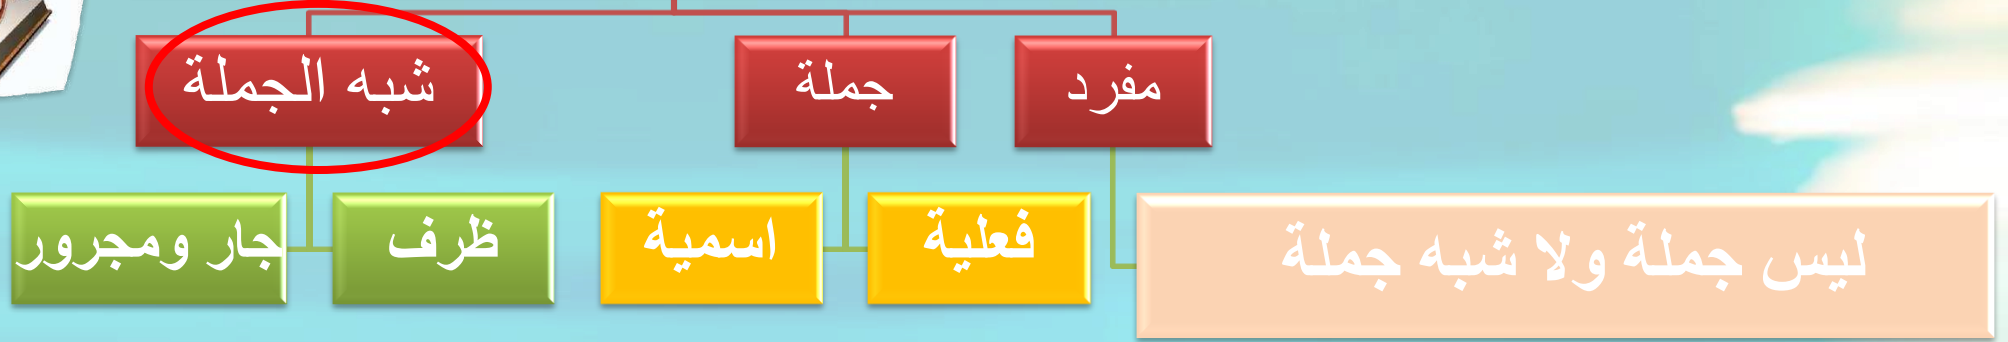 مفرد
جملة
شبه الجملة
ليس جملة ولا شبه جملة
فعلية
اسمية
ظرف
جار ومجرور